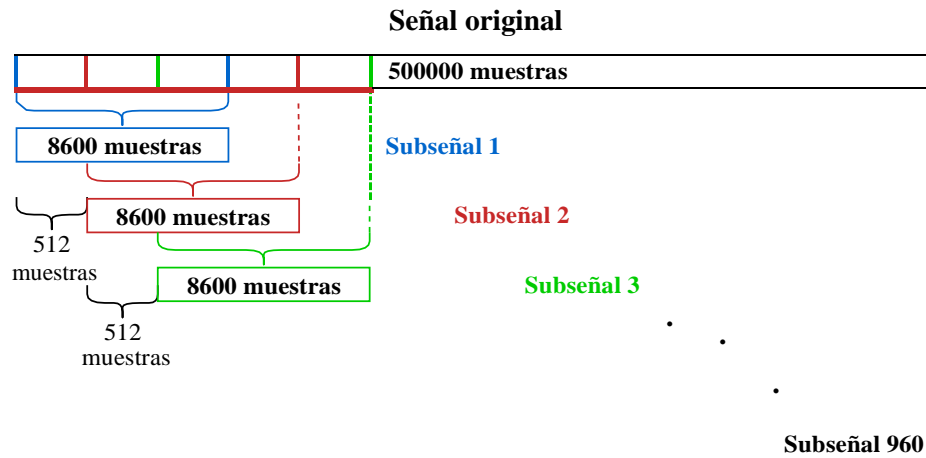 Señal original
500000 muestras
8600 muestras
Subseñal 1
8600 muestras
Subseñal 2
512
muestras
8600 muestras
Subseñal 3
512
muestras
Subseñal 960